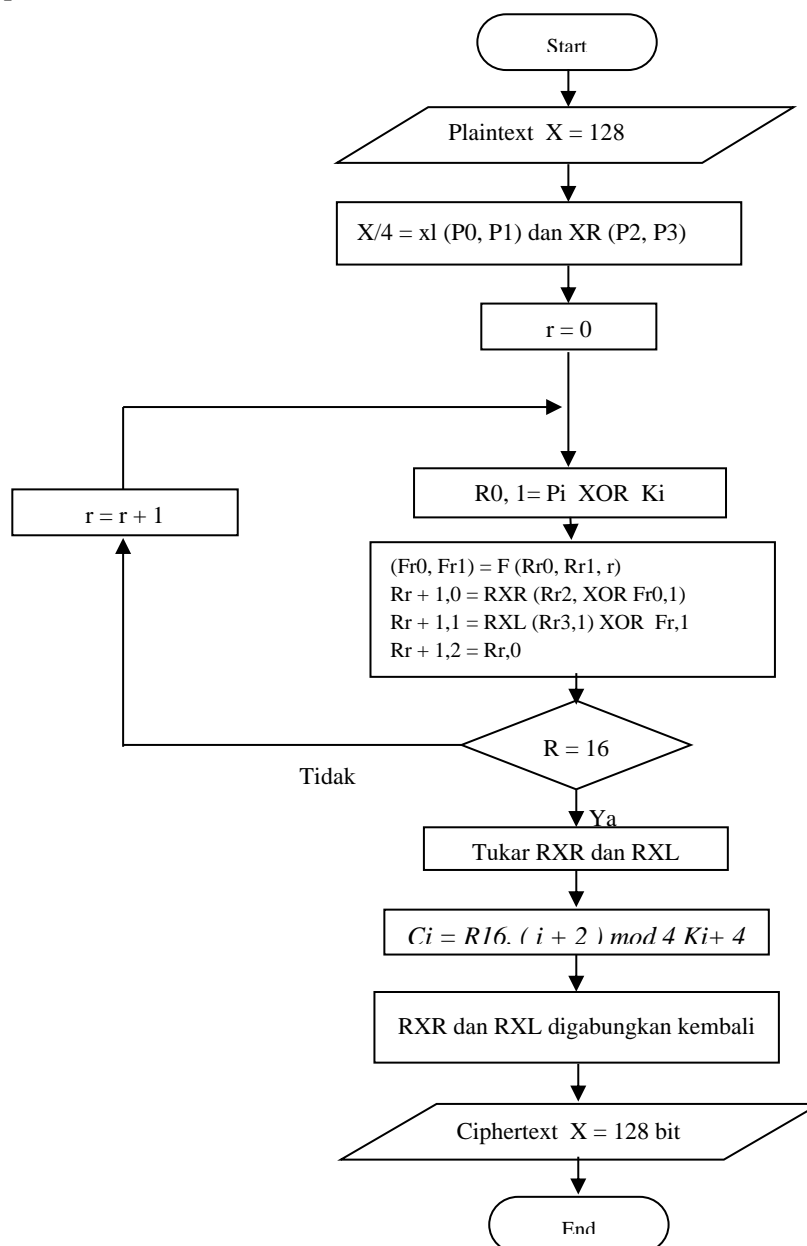 Start
Plaintext X = 128
X/4 = xl (P0, P1) dan XR (P2, P3)
r = 0
R0, 1= Pi XOR Ki
r = r + 1
(Fr0, Fr1) = F (Rr0, Rr1, r)
Rr + 1,0 = RXR (Rr2, XOR Fr0,1)
Rr + 1,1 = RXL (Rr3,1) XOR Fr,1
Rr + 1,2 = Rr,0
R = 16
Tidak
Ya
Tukar RXR dan RXL
Ci = R16, ( i + 2 ) mod 4 Ki+ 4
RXR dan RXL digabungkan kembali
Ciphertext X = 128 bit
End